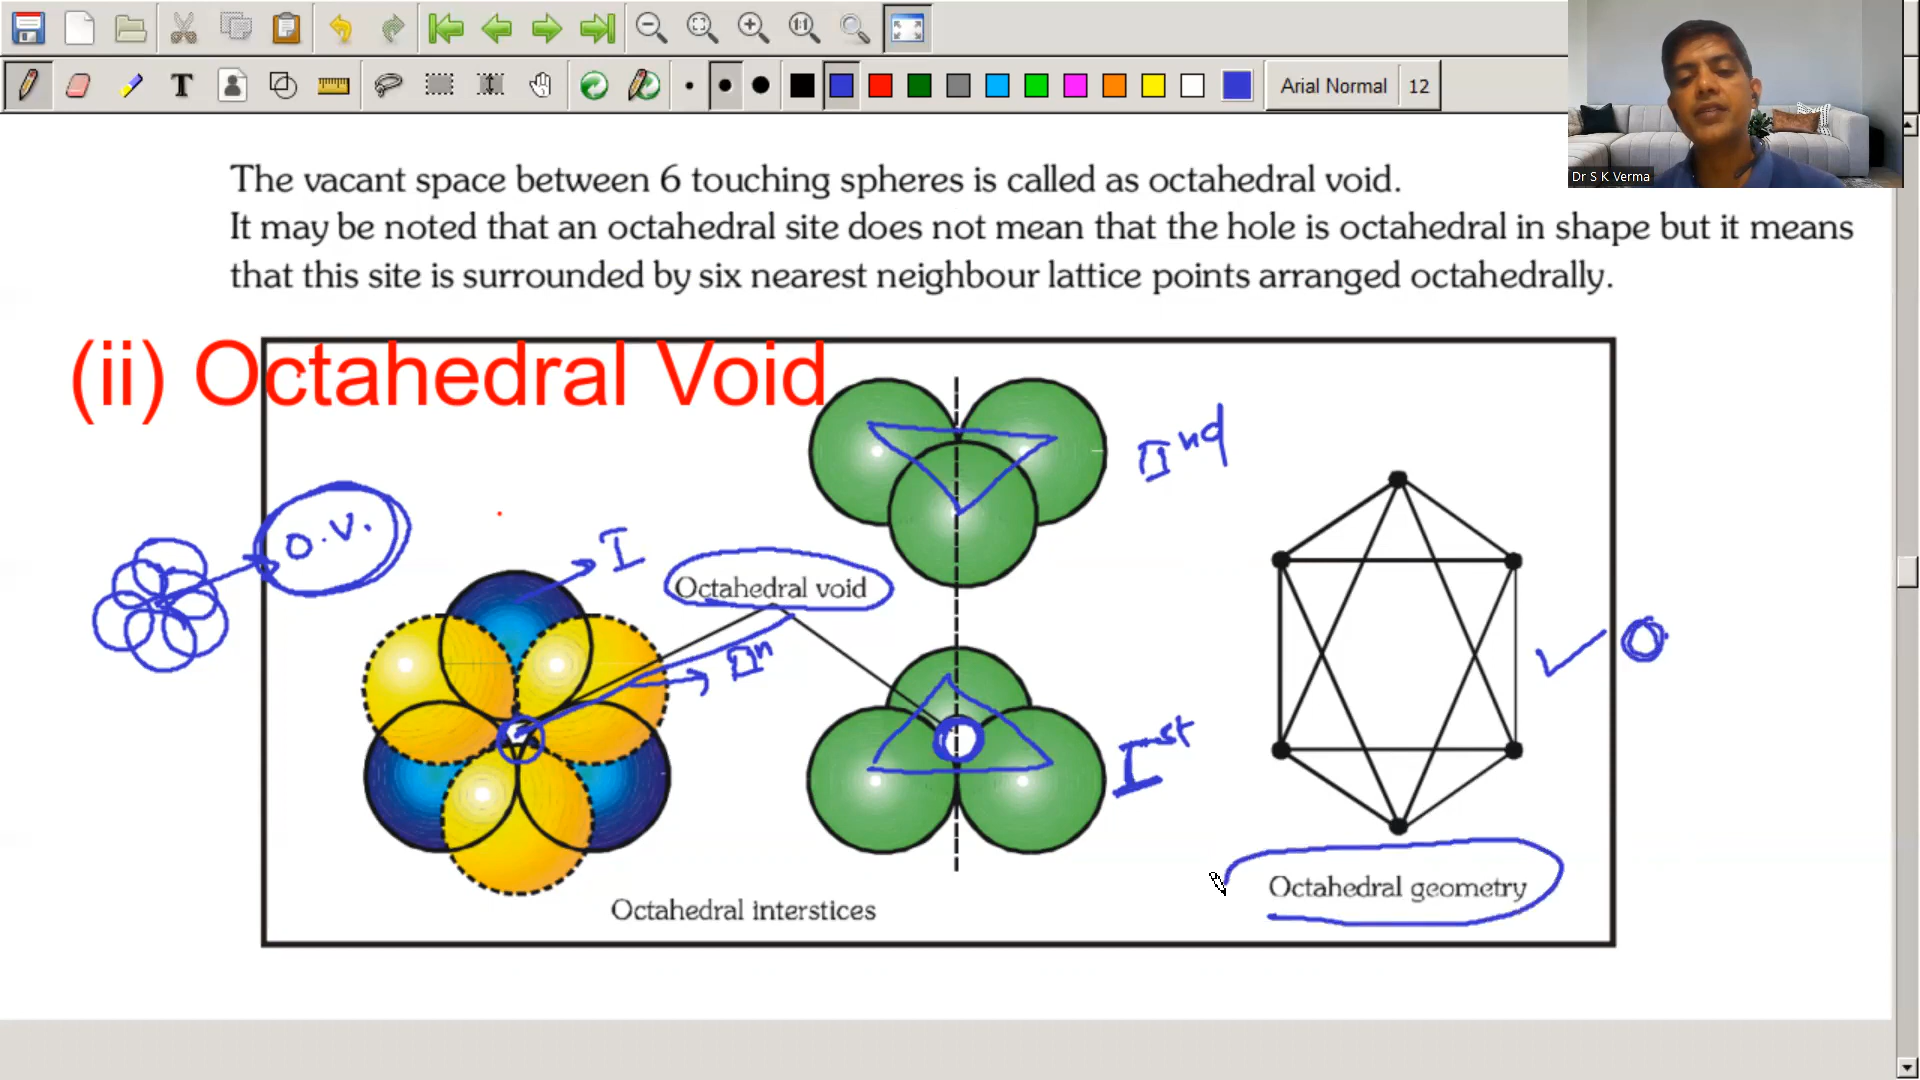 T
1:1
Arial Normal 12
Dr S K Verma
The vacant space between 6 touching spheres is called as octahedral void.
It may be noted that an octahedral site does not mean that the hole is octahedral in shape but it means
that this site is surrounded by six nearest neighbour lattice points arranged octahedrally.
(ii) Octahedral Void
IInd
O.V.
I
Octahedral void
IIn
Ist
Octahedral geometry
Octahedral interstices